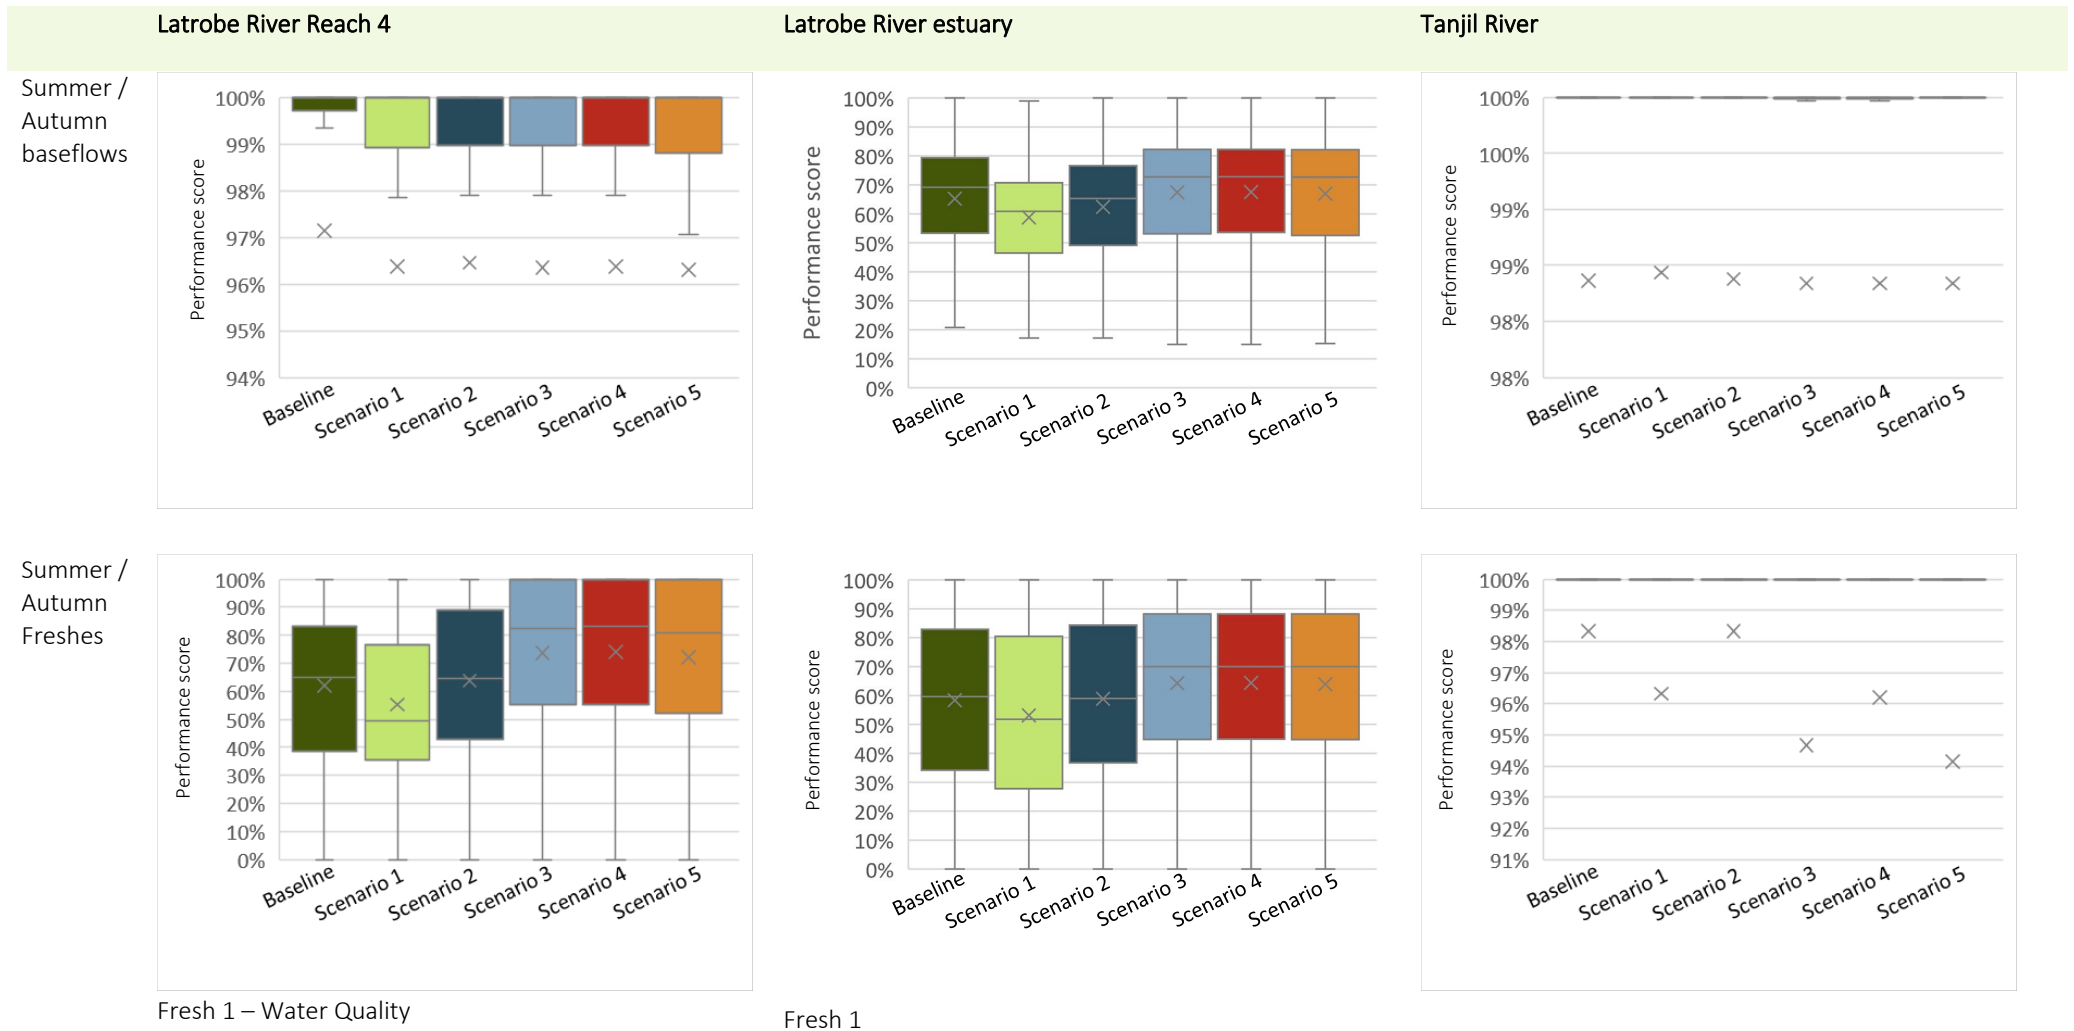 Latrobe River Reach 4
Latrobe River estuary
Tanjil River
Summer /
Autumn
baseflows
Performance score
100%
99%
98%
97%
96%
95%
94%
Baseline
Scenario 1
Scenario 2
Scenario 3
Scenario 4
Scenario 5
Performance score
100%
90%
80%
70%
60%
50%
40%
30%
20%
10%
0%
Baseline
Scenario 1
Scenario 2
Scenario 3
Scenario 4
Scenario 5
Performance score
100%
100%
99%
99%
98%
98%
Baseline
Scenario 1
Scenario 2
Scenario 3
Scenario 4
Scenario 5
Summer /
Autumn
Freshes
Performance score
100%
90%
80%
70%
60%
50%
40%
30%
20%
10%
0%
Baseline
Scenario 1
Scenario 2
Scenario 3
Scenario 4
Scenario 5
Fresh 1 – Water Quality
Performance score
100%
90%
80%
70%
60%
50%
40%
30%
20%
10%
0%
Baseline
Scenario 1
Scenario 2
Scenario 3
Scenario 4
Scenario 5
Fresh 1
Performance score
100%
99%
98%
97%
96%
95%
94%
93%
92%
91%
Baseline
Scenario 1
Scenario 2
Scenario 3
Scenario 4
Scenario 5